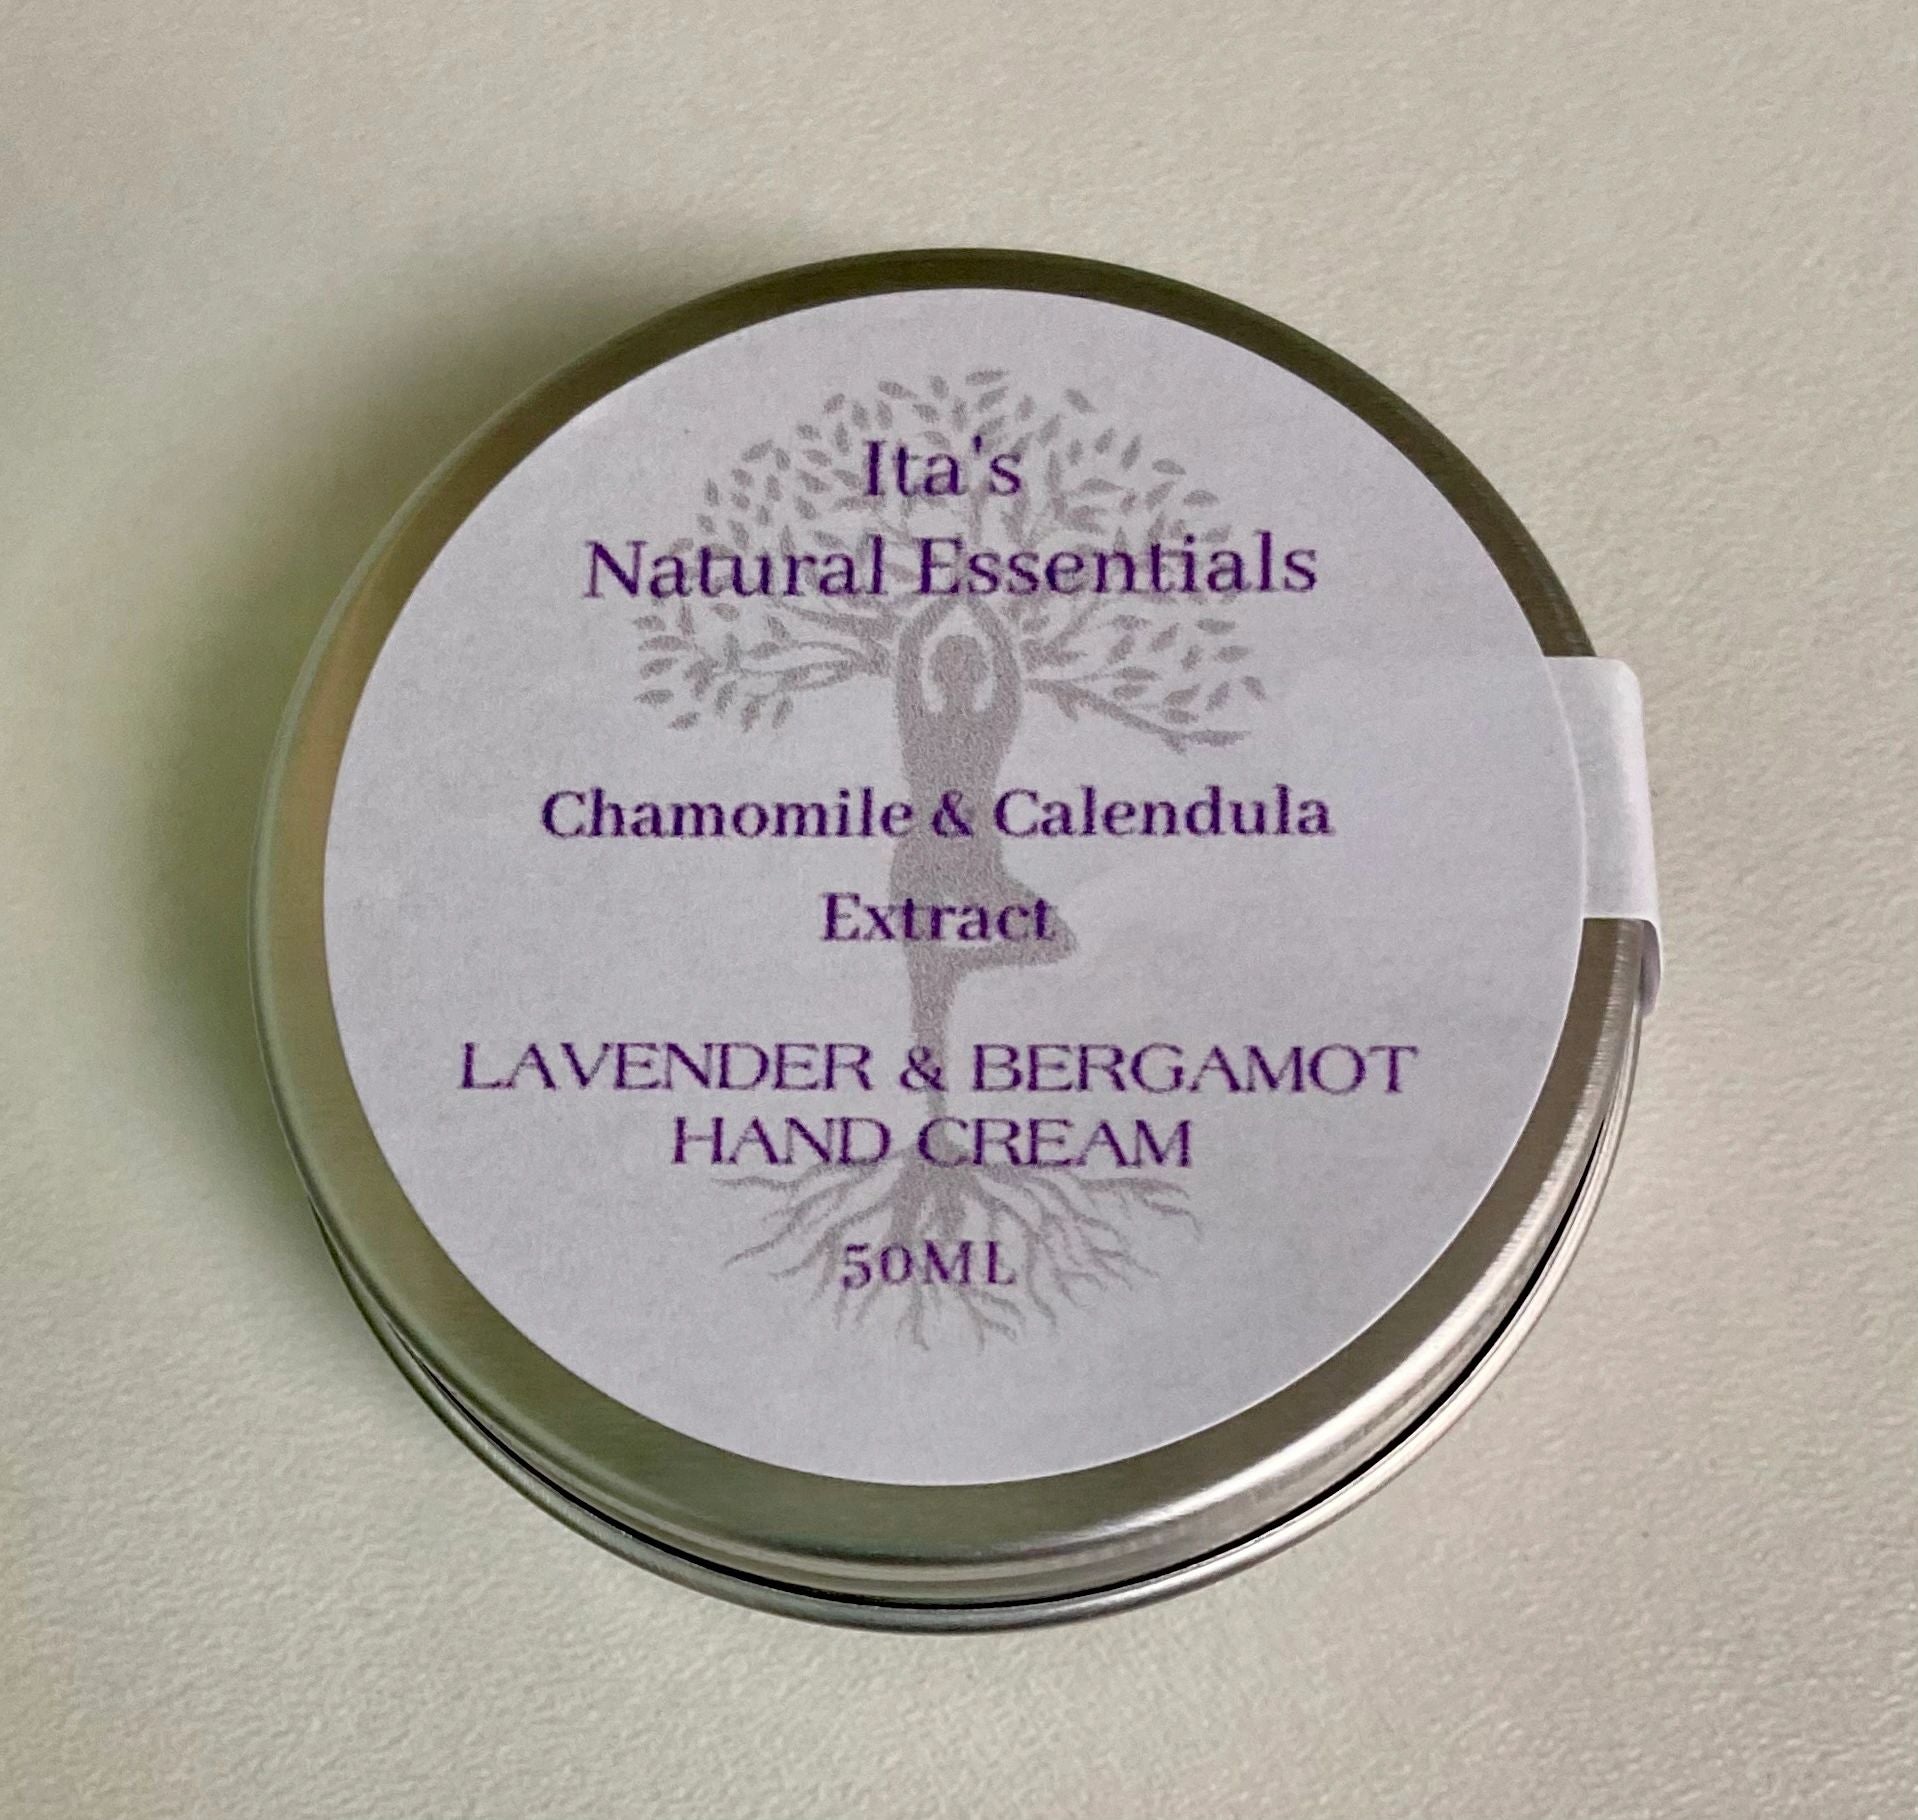 Ita's
Natural Essentials
Chamomile & Calendula
Extract
LAVENDER & BERGAMOT
HAND CREAM
50ML